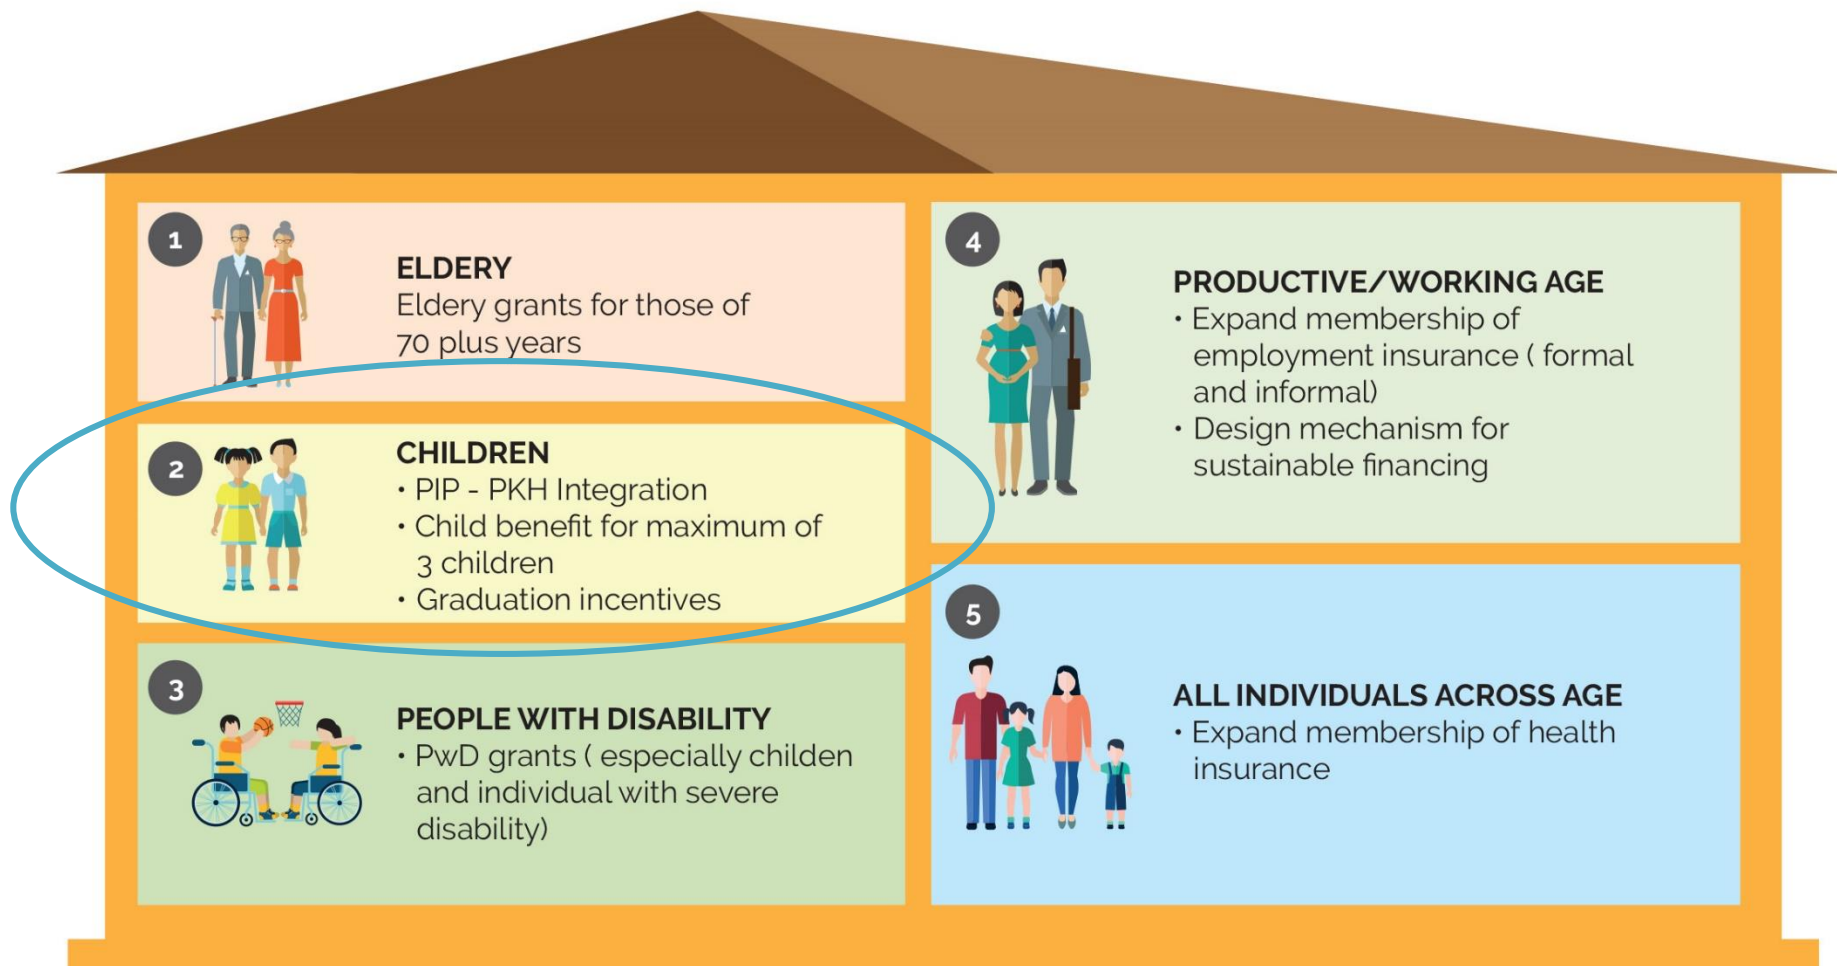 1
ELDERY
Eldery grants for those of
70 plus years
2
CHILDREN
• PIP - PKH Integration
• Child benefit for maximum of
3 children
• Graduation incentives
3
PEOPLE WITH DISABILITY
• PwD grants ( especially childen
and individual with severe
disability)
4
PRODUCTIVE/WORKING AGE
• Expand membership of
employment insurance ( formal
and informal)
• Design mechanism for
sustainable financing
5
ALL INDIVIDUALS ACROSS AGE
• Expand membership of health
insurance